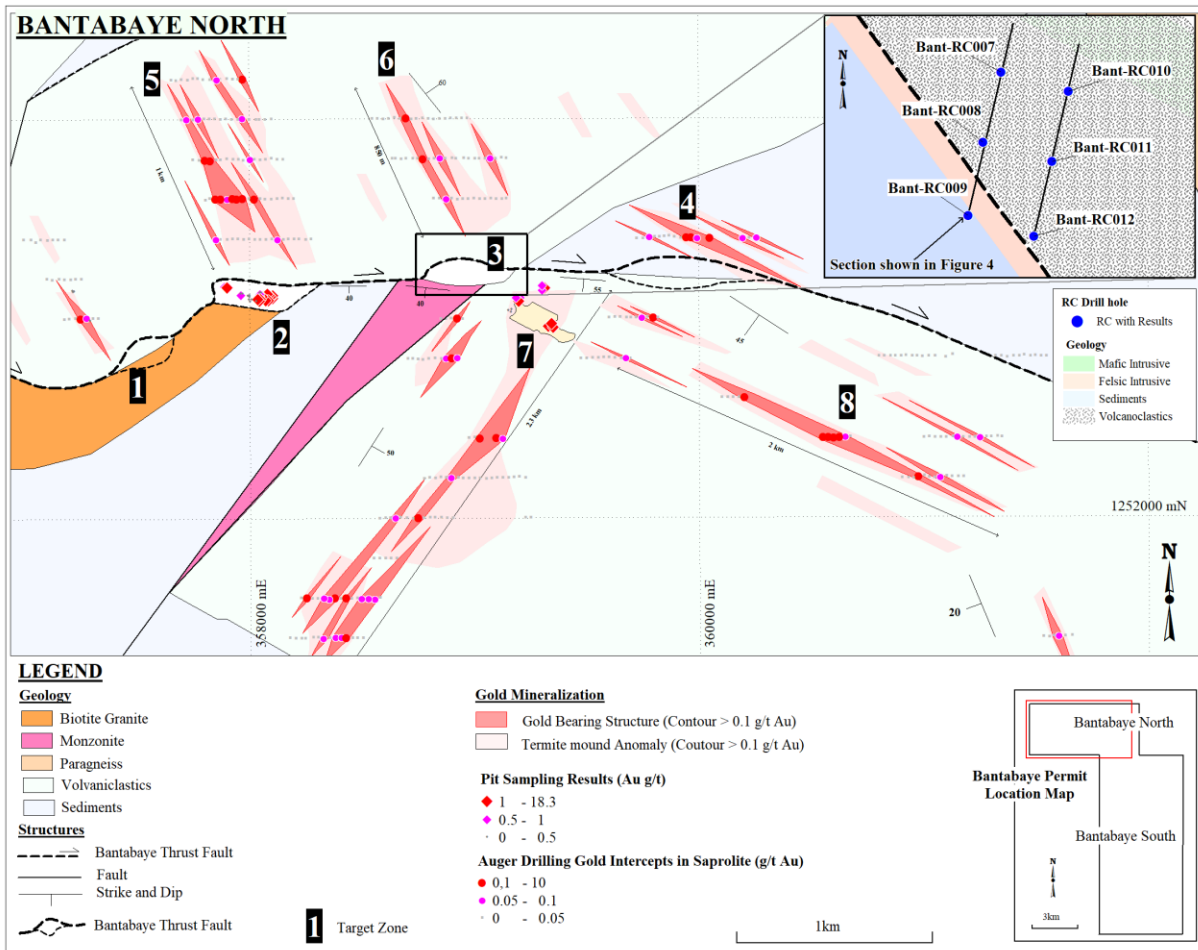 BANTABAYE NORTH
5
6
60
N
Bant-RC007
Bant-RC010
Bant-RC008
Bant-RC011
Bant-RC009
Bant-RC012
Section shown in Figure 4
1 km
850 m
4
3
40
40
55
RC Drill hole
RC with Results
Geology
Mafic Intrusive
Felsic Intrusive
Sediments
Volcanoclastics
2
7
45
1
8
2.3 km
2 km
50
1252000 mN
358000 mE
360000 mE
20
N
LEGEND
Geology
Biotite Granite
Monzonite
Paragneiss
Volvaniclastics
Sediments
Structures
Bantabaye Thrust Fault
Fault
Strike and Dip
Bantabaye Thrust Fault
1 Target Zone
Gold Mineralization
Gold Bearing Structure (Contour > 0.1 g/t Au)
Termite mound Anomaly (Coutour > 0.1 g/t Au)
Pit Sampling Results (Au g/t)
1 - 18.3
0.5 - 1
0 - 0.5
Auger Drilling Gold Intercepts in Saprolite (g/t Au)
0,1 - 10
0.05 - 0.1
0 - 0.05
1km
Bantabaye North
Bantabaye Permit
Location Map
Bantabaye South
N
3km